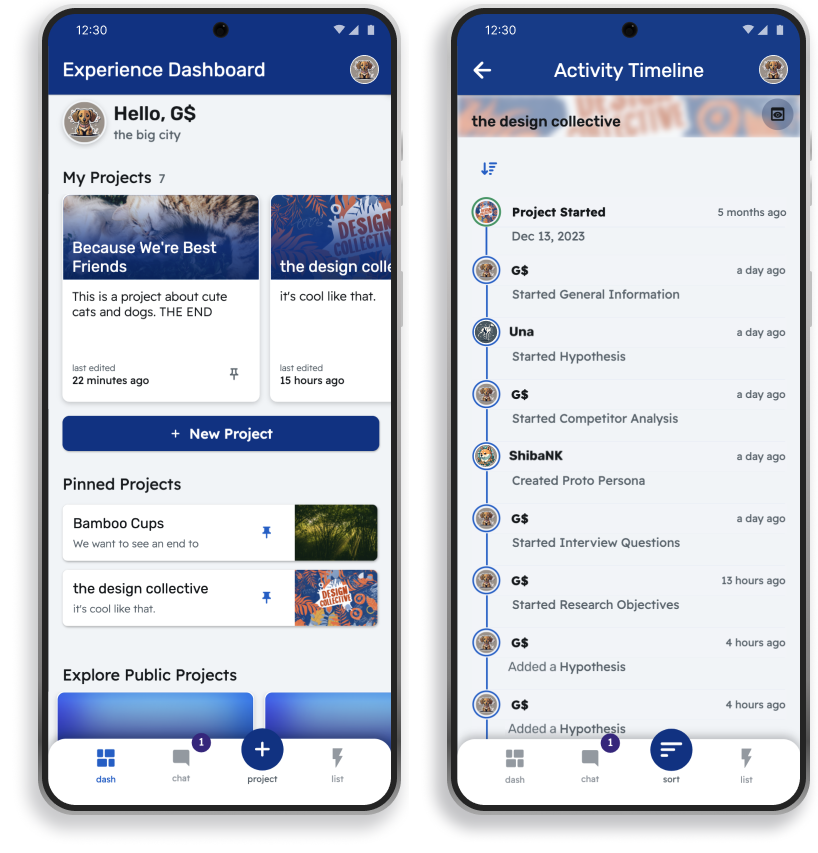 12:30
Experience Dashboard
Hello, G$
the big city
My Projects 7
Because We're Best
Friends
This is a project about cute
cats and dogs. THE END
last edited
22 minutes ago
DESIGN
COLLECTIVE
the design colle
it's cool like that.
last edited
15 hours ago
+ New Project
Pinned Projects
Bamboo Cups
We want to see an end to
the design collective
it's cool like that.
DESIGN
COLLECTIVE
Explore Public Projects
dash
1
chat
project
list
12:30
Activity Timeline
DESIGN
COLLECTIVE
the design collective
Project Started
5 months ago
Dec 13, 2023
G$
a day ago
Started General Information
Una
a day ago
Started Hypothesis
G$
a day ago
Started Competitor Analysis
ShibaNK
a day ago
Created Proto Persona
G$
a day ago
Started Interview Questions
G$
13 hours ago
Started Research Objectives
G$
4 hours ago
Added a Hypothesis
G$
4 hours ago
Added a Hypothesis
dash
1
chat
sort
list